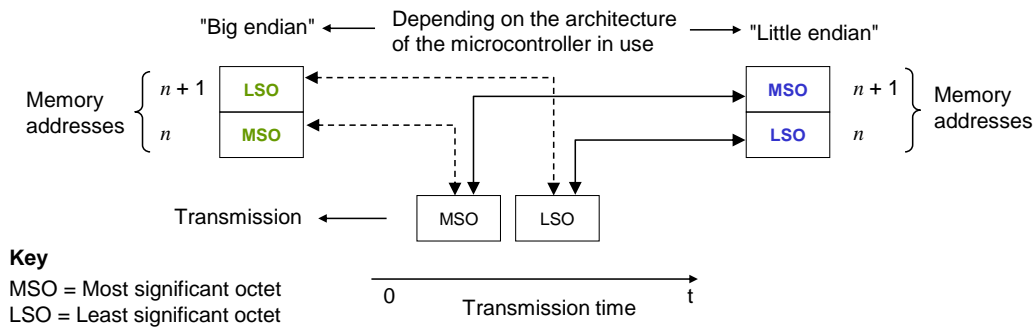 Depending on the architecture
"Big endian"
of the microcontroller in use
"Little endian"
n + 1
LSO
MSO
n + 1
Memory
addresses
Memory
addresses
n
MSO
LSO
n
Transmission
MSO
LSO
Key
MSO = Most significant octet
LSO = Least significant octet
0
Transmission time
t